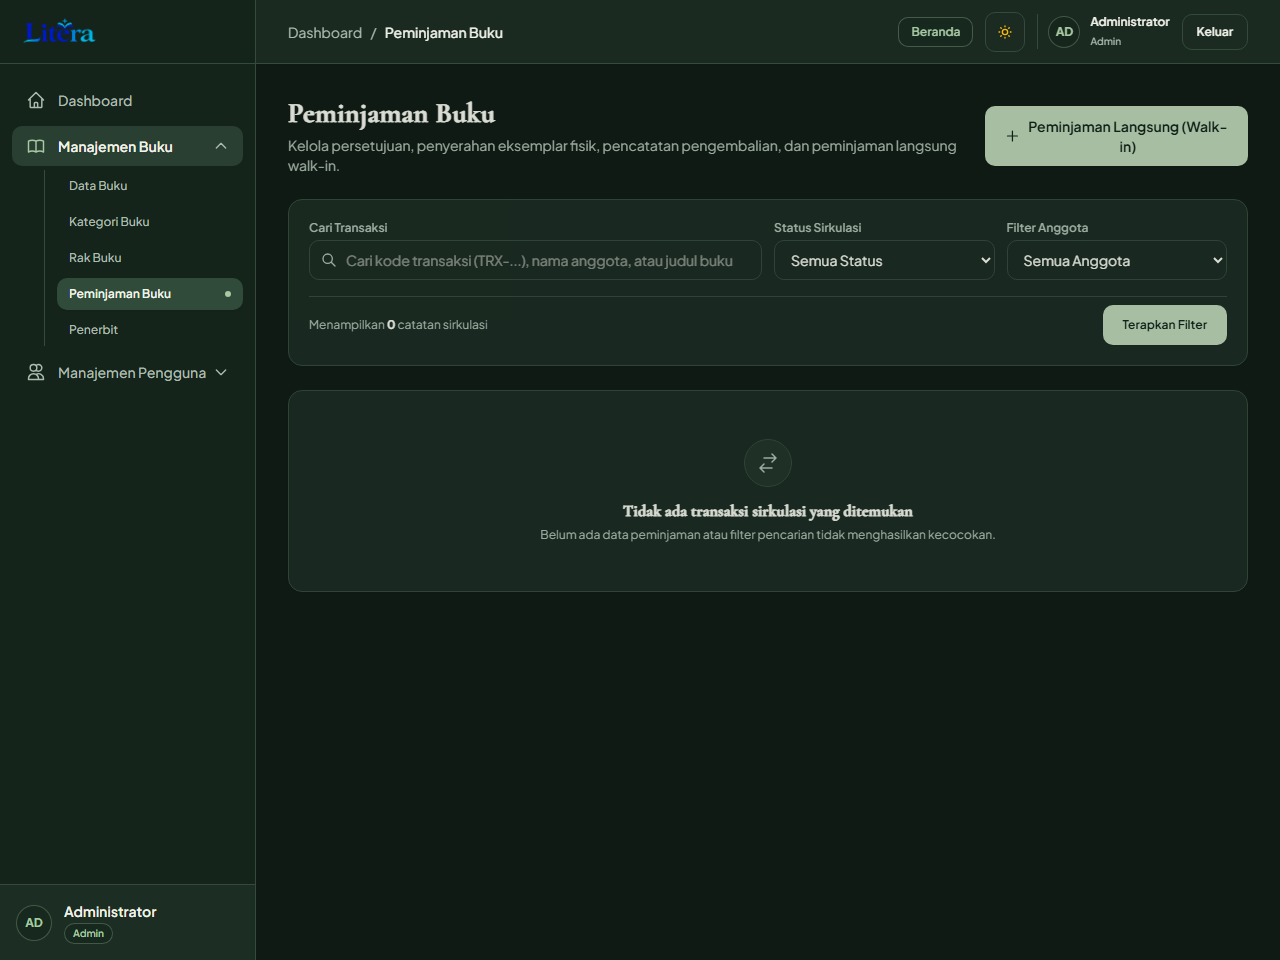 Litera
Dashboard / Peminjaman Buku
Beranda
AD
Administrator
Admin
Keluar
Dashboard
Manajemen Buku
Data Buku
Kategori Buku
Rak Buku
Peminjaman Buku
Penerbit
Manajemen Pengguna
Peminjaman Buku
Kelola persetujuan, penyerahan eksemplar fisik, pencatatan pengembalian, dan peminjaman langsung
walk-in.
Peminjaman Langsung (Walk-
in)
Cari Transaksi
Status Sirkulasi
Filter Anggota
Cari kode transaksi (TRX-...), nama anggota, atau judul buku
Semua Status
Semua Anggota
Menampilkan 0 catatan sirkulasi
Terapkan Filter
Tidak ada transaksi sirkulasi yang ditemukan
Belum ada data peminjaman atau filter pencarian tidak menghasilkan kecocokan.
AD
Administrator
Admin